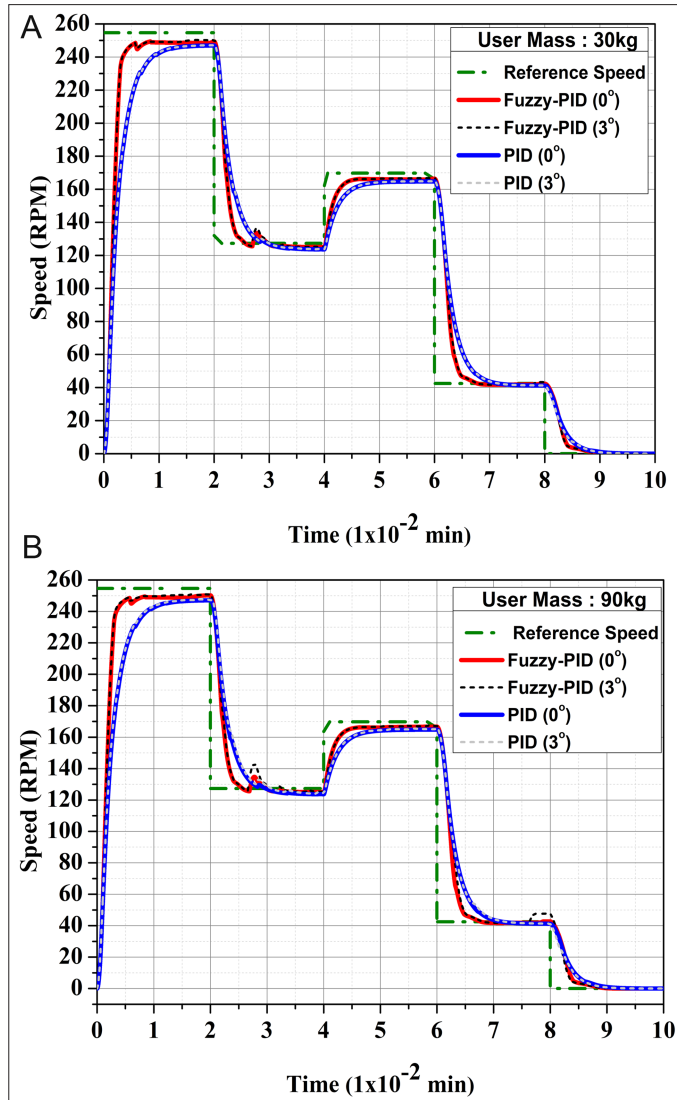 A
User Mass : 30kg
Reference Speed
Fuzzy-PID (0°)
Fuzzy-PID (3°)
PID (0°)
PID (3°)
Speed (RPM)
260
240
220
200
180
160
140
120
100
80
60
40
20
0
0 1 2 3 4 5 6 7 8 9 10
Time (1x10⁻² min)
B
User Mass : 90kg
Reference Speed
Fuzzy-PID (0°)
Fuzzy-PID (3°)
PID (0°)
PID (3°)
Speed (RPM)
260
240
220
200
180
160
140
120
100
80
60
40
20
0
0 1 2 3 4 5 6 7 8 9 10
Time (1x10⁻² min)